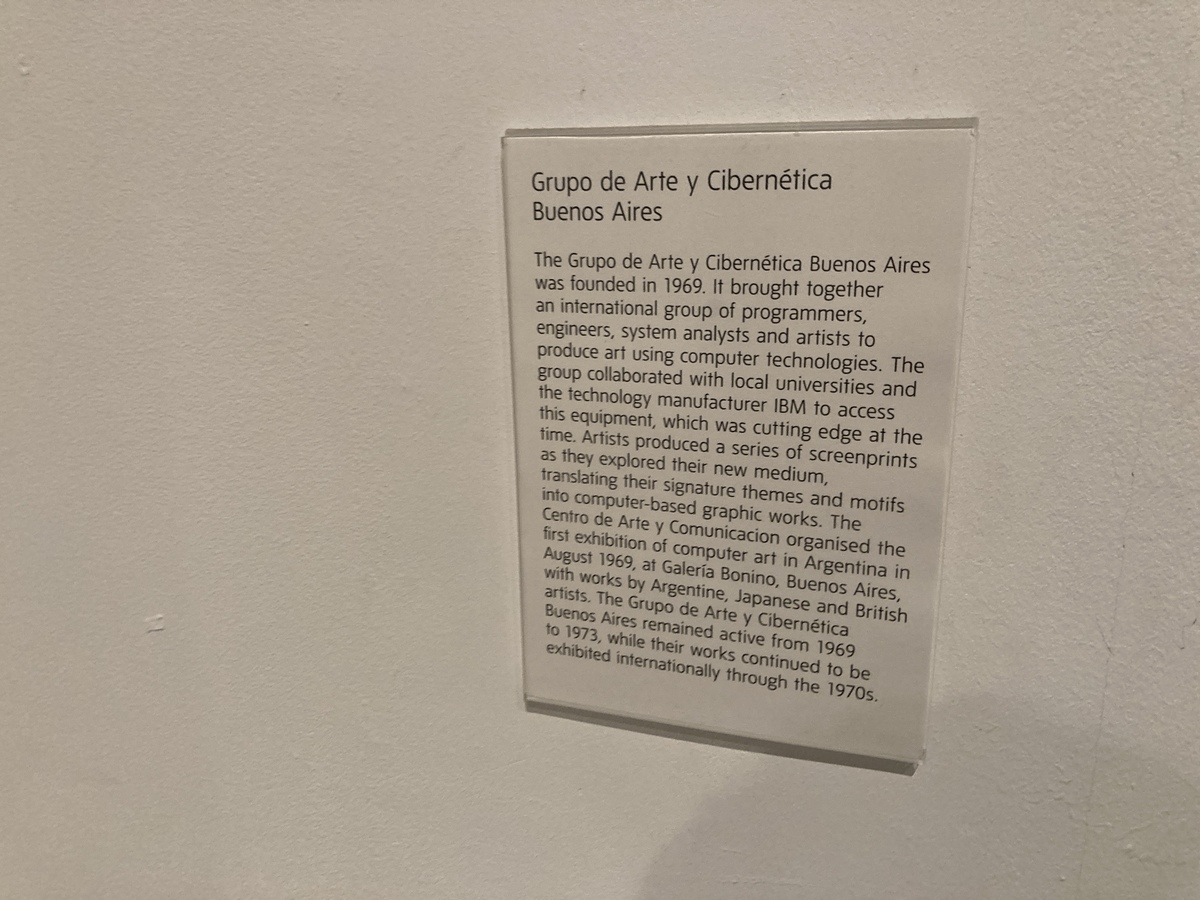 Grupo de Arte y Cibernética
Buenos Aires
The Grupo de Arte y Cibernética Buenos Aires
was founded in 1969. It brought together
an international group of programmers,
engineers, system analysts and artists to
produce art using computer technologies. The
group collaborated with local universities and
the technology manufacturer IBM to access
this equipment, which was cutting edge at the
time. Artists produced a series of screenprints
as they explored their new medium,
translating their signature themes and motifs
into computer-based graphic works. The
Centro de Arte y Comunicacion organised the
first exhibition of computer art in Argentina in
August 1969, at Galería Bonino, Buenos Aires,
with works by Argentine, Japanese and British
artists. The Grupo de Arte y Cibernética
Buenos Aires remained active from 1969
to 1973, while their works continued to be
exhibited internationally through the 1970s.